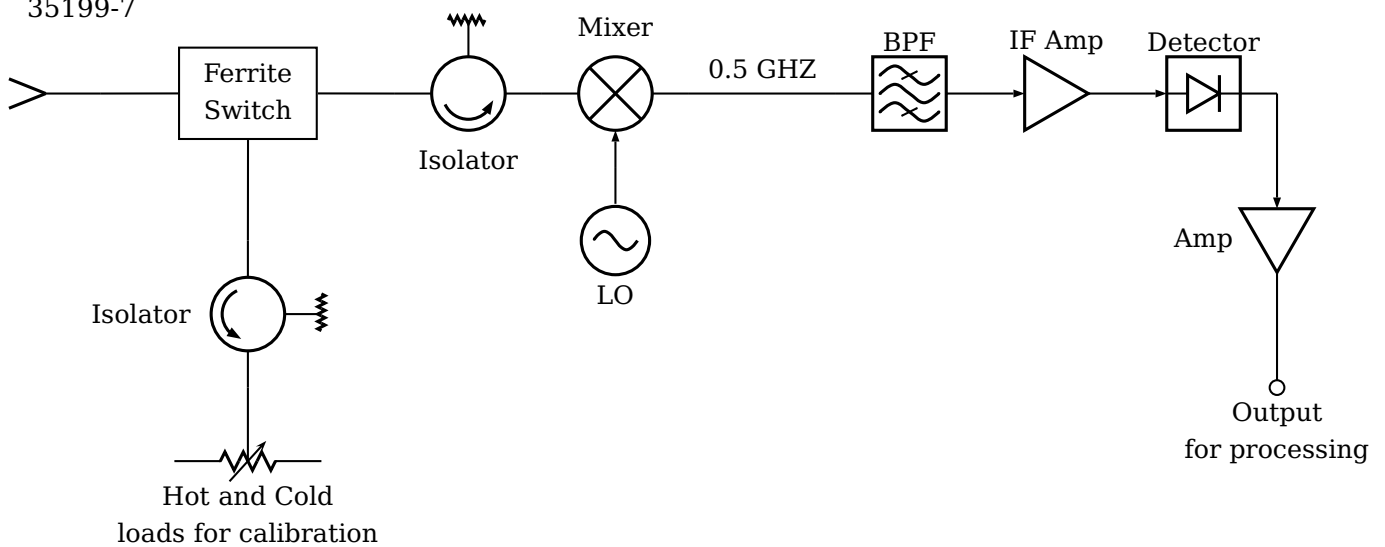 35199-7
Mixer
BPF
IF Amp
Detector
Ferrite
Switch
0.5 GHZ
Isolator
Amp
LO
Isolator
Output
for processing
Hot and Cold
loads for calibration